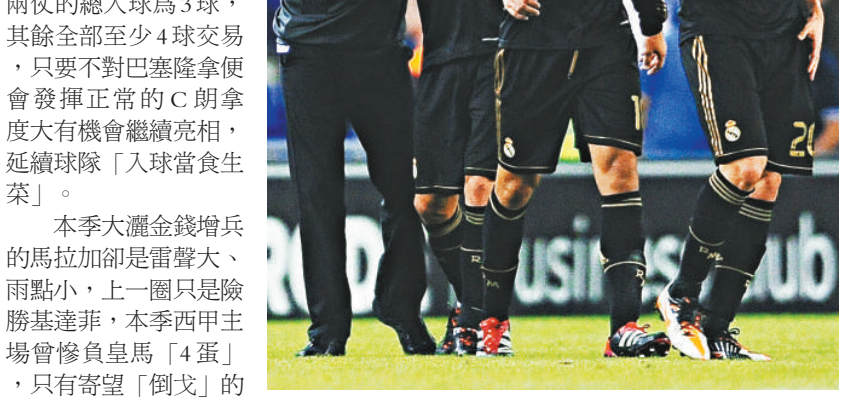 兩仗的總入球為3球，
其餘全部至少4球交易
，只要不對巴塞隆拿便
會發揮正常的C朗拿
度大有機會繼續亮相，
延續球隊「入球當食生
菜」。
本季大灑金錢增兵
的馬拉加卻是雷聲大、
雨點小，上一圈只是險
勝基達菲，本季西甲主
場曾慘負皇馬「4蛋」
，只有寄望「倒戈」的
20
usin
ub